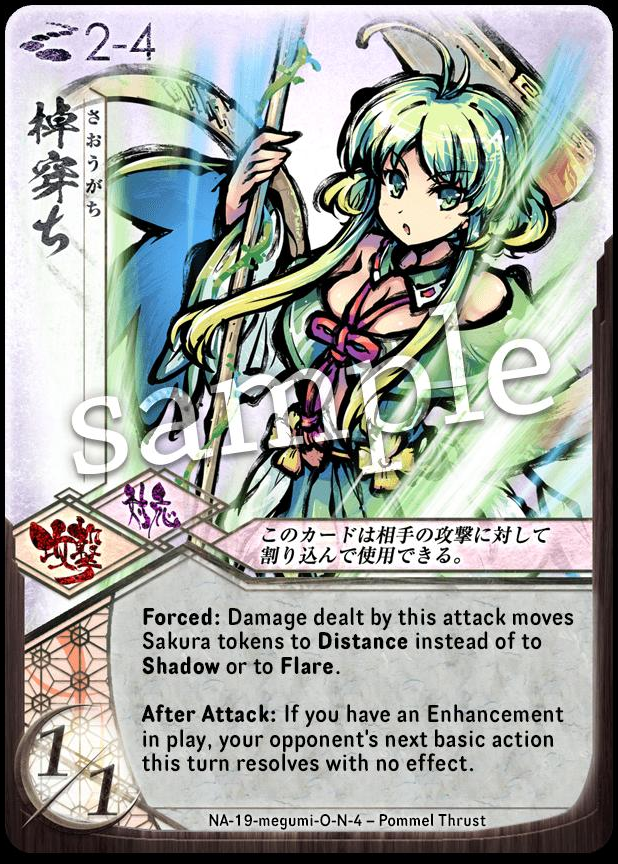 2-4
棹穿ち
さおうがち
sample
攻撃
対応
このカードは相手の攻撃に対して
割り込んで使用できる。
Forced: Damage dealt by this attack moves
Sakura tokens to Distance instead of to
Shadow or to Flare.
After Attack: If you have an Enhancement
in play, your opponent's next basic action
this turn resolves with no effect.
1/1
NA-19-megumi-O-N-4 – Pommel Thrust